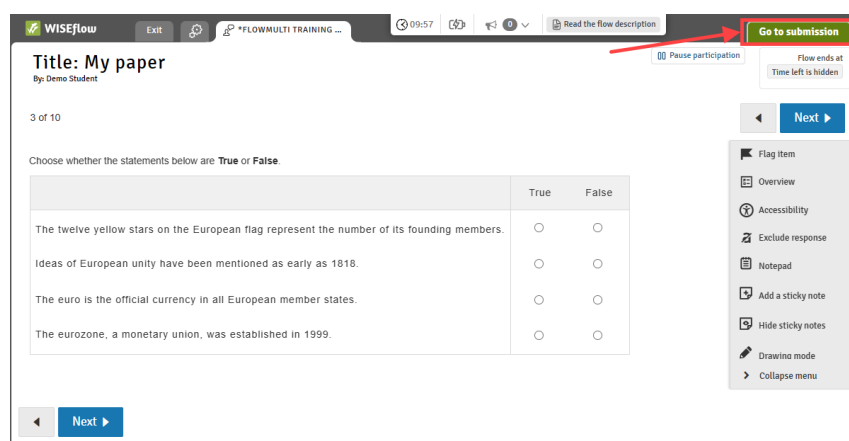 WISEflow
Exit
*FLOWMULTI TRAINING ...
09:57
0
Read the flow description
Go to submission
Title: My paper
By: Demo Student
Pause participation
Flow ends at
Time left is hidden
3 of 10
Next
Choose whether the statements below are True or False.
True False
The twelve yellow stars on the European flag represent the number of its founding members.
Ideas of European unity have been mentioned as early as 1818.
The euro is the official currency in all European member states.
The eurozone, a monetary union, was established in 1999.
Flag item
Overview
Accessibility
Exclude response
Notepad
Add a sticky note
Hide sticky notes
Drawing mode
Collapse menu
Next